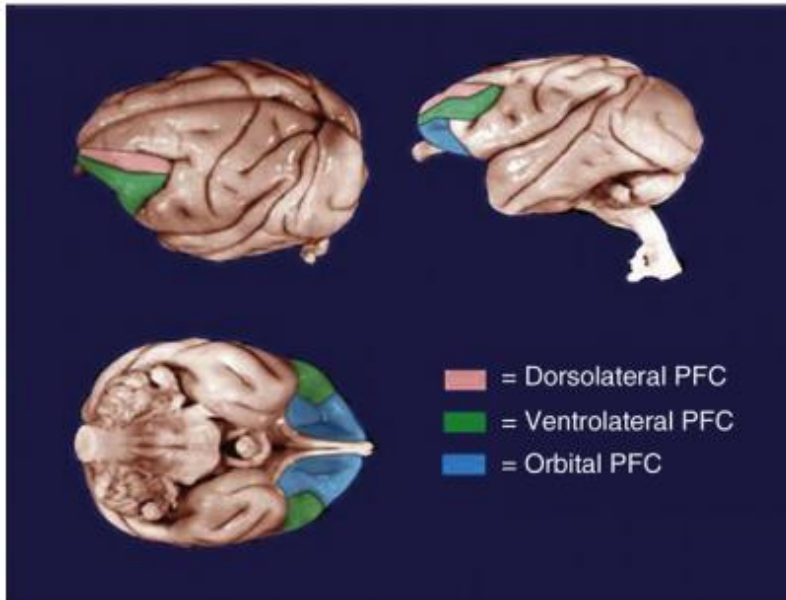 = Dorsolateral PFC
= Ventrolateral PFC
= Orbital PFC